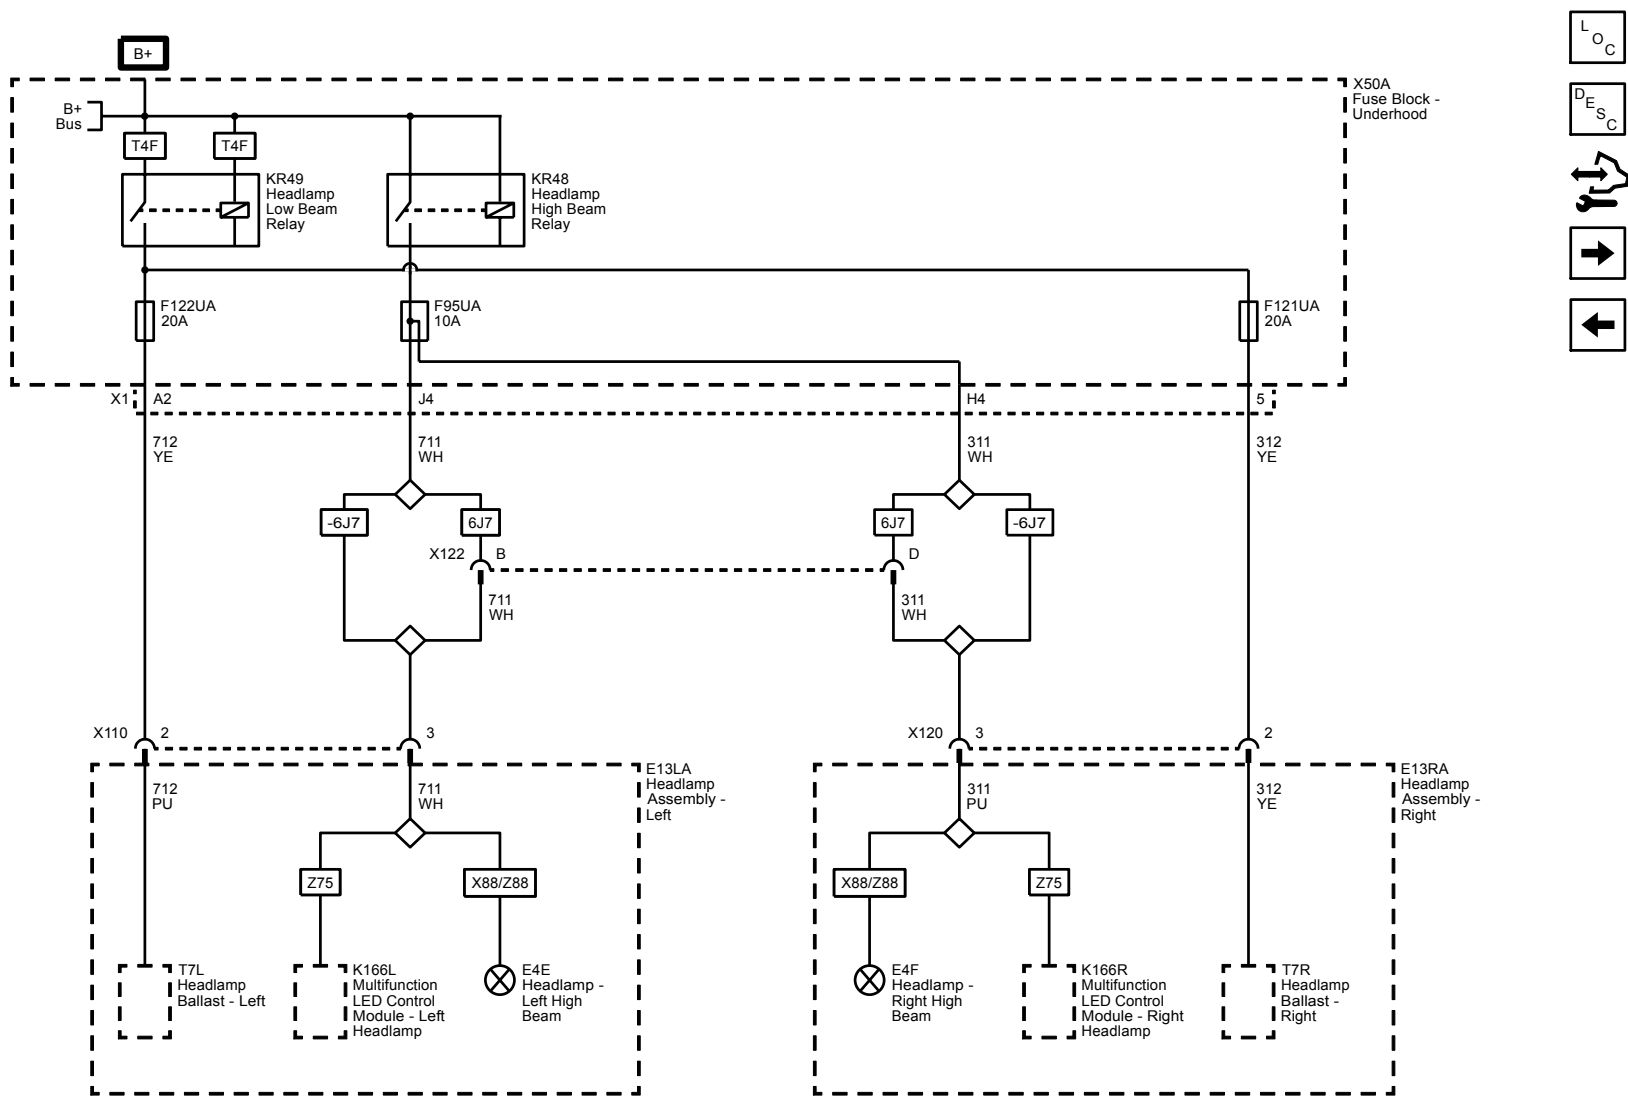 B+
L
O
C
X50A
Fuse Block -
Underhood
B+
Bus
D
E
S
C
T4F
T4F
KR49
Headlamp
Low Beam
Relay
KR48
Headlamp
High Beam
Relay
F122UA
20A
F95UA
10A
F121UA
20A
X1
A2
J4
H4
5
712
YE
711
WH
311
WH
312
YE
-6J7
6J7
6J7
-6J7
X122
B
D
711
WH
311
WH
X110
2
3
X120
3
2
E13LA
Headlamp
Assembly -
Left
E13RA
Headlamp
Assembly -
Right
712
PU
711
WH
311
PU
312
YE
Z75
X88/Z88
X88/Z88
Z75
T7L
Headlamp
Ballast - Left
K166L
Multifunction
LED Control
Module - Left
Headlamp
E4E
Headlamp -
Left High
Beam
E4F
Headlamp -
Right High
Beam
K166R
Multifunction
LED Control
Module - Right
Headlamp
T7R
Headlamp
Ballast -
Right